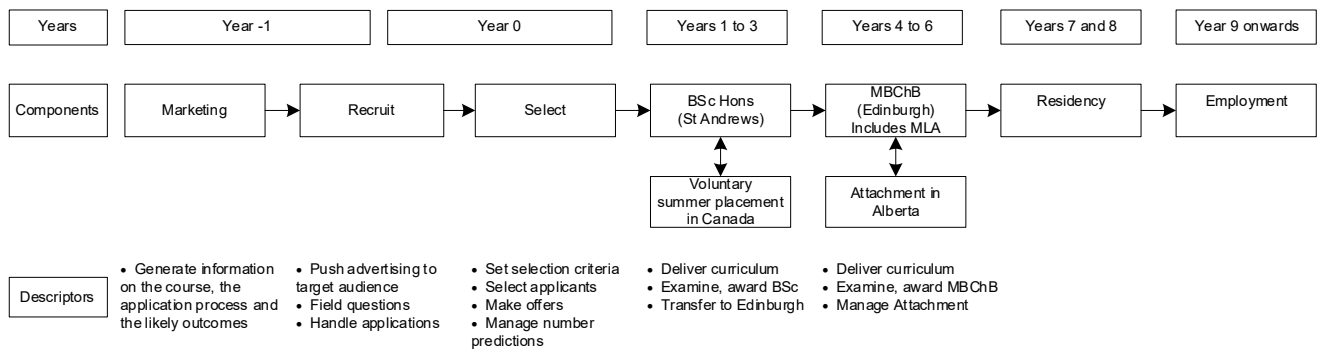 Years
Year -1
Year 0
Years 1 to 3
Years 4 to 6
Years 7 and 8
Year 9 onwards
Components
Marketing
Recruit
Select
BSc Hons
(St Andrews)
MBChB
(Edinburgh)
Includes MLA
Residency
Employment
Voluntary
summer placement
in Canada
Attachment in
Alberta
Descriptors
• Generate information
on the course, the
application process and
the likely outcomes
• Push advertising to
target audience
• Field questions
• Handle applications
• Set selection criteria
• Select applicants
• Make offers
• Manage number
predictions
• Deliver curriculum
• Examine, award BSc
• Transfer to Edinburgh
• Deliver curriculum
• Examine, award MBChB
• Manage Attachment